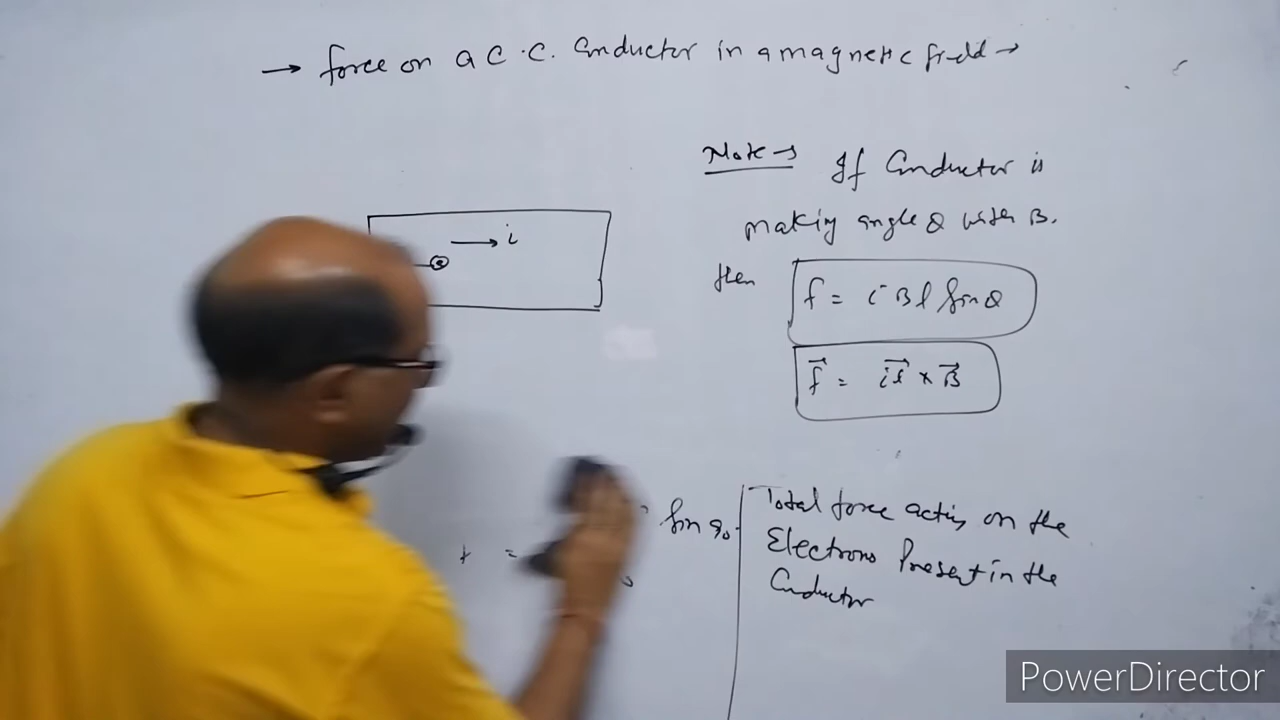 → force on a C.C. Conductor in a magnetic field →
Note → If Conductor is
making angle θ with B.
then
f = i B l Sin θ
f⃗ = i l⃗ × B⃗
→ i
e
Sin 90
=
Total force acting on the
Electrons Present in the
Conductor
PowerDirector